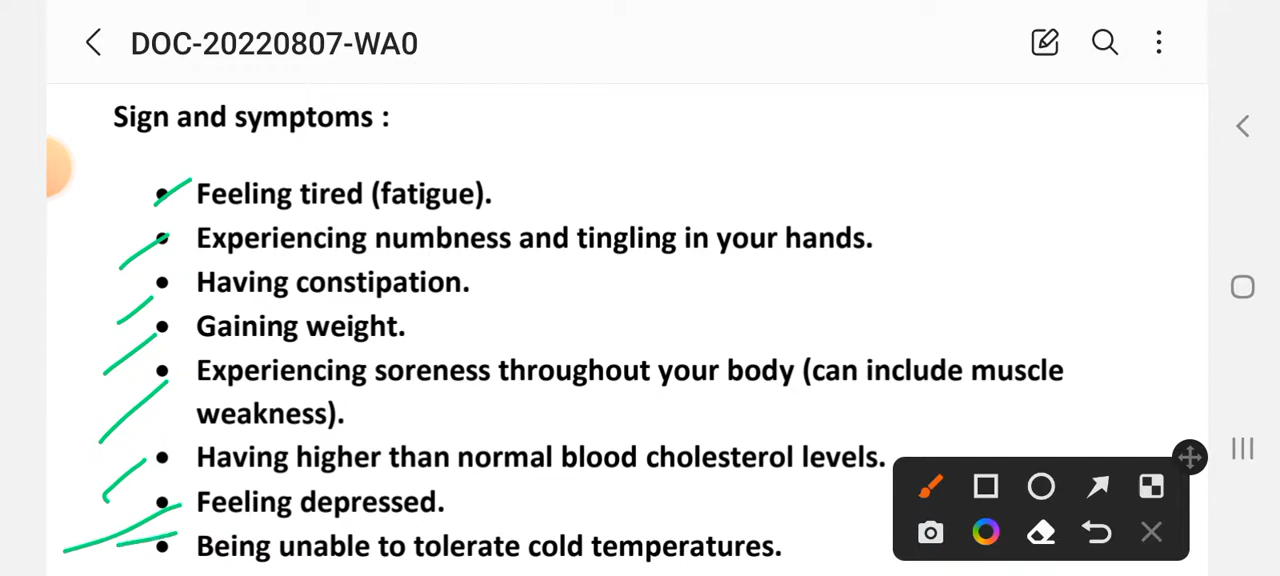 DOC-20220807-WA0
Sign and symptoms :
• Feeling tired (fatigue).
• Experiencing numbness and tingling in your hands.
• Having constipation.
• Gaining weight.
• Experiencing soreness throughout your body (can include muscle
weakness).
• Having higher than normal blood cholesterol levels.
• Feeling depressed.
• Being unable to tolerate cold temperatures.